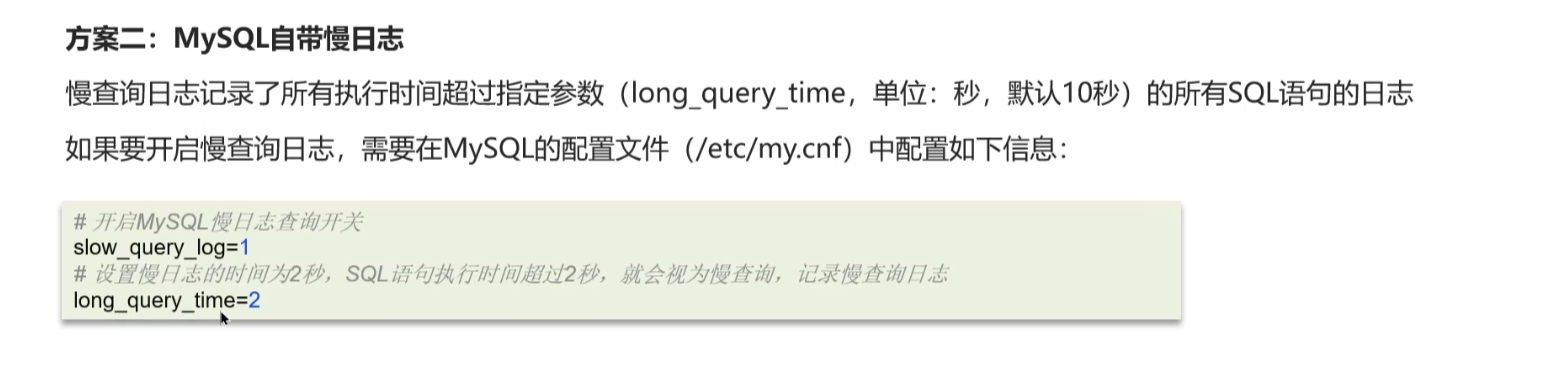 方案二：MySQL自带慢日志
慢查询日志记录了所有执行时间超过指定参数（long_query_time，单位：秒，默认10秒）的所有SQL语句的日志
如果要开启慢查询日志，需要在MySQL的配置文件（/etc/my.cnf）中配置如下信息：
# 开启MySQL慢日志查询开关
slow_query_log=1
# 设置慢日志的时间为2秒，SQL语句执行时间超过2秒，就会视为慢查询，记录慢查询日志
long_query_time=2